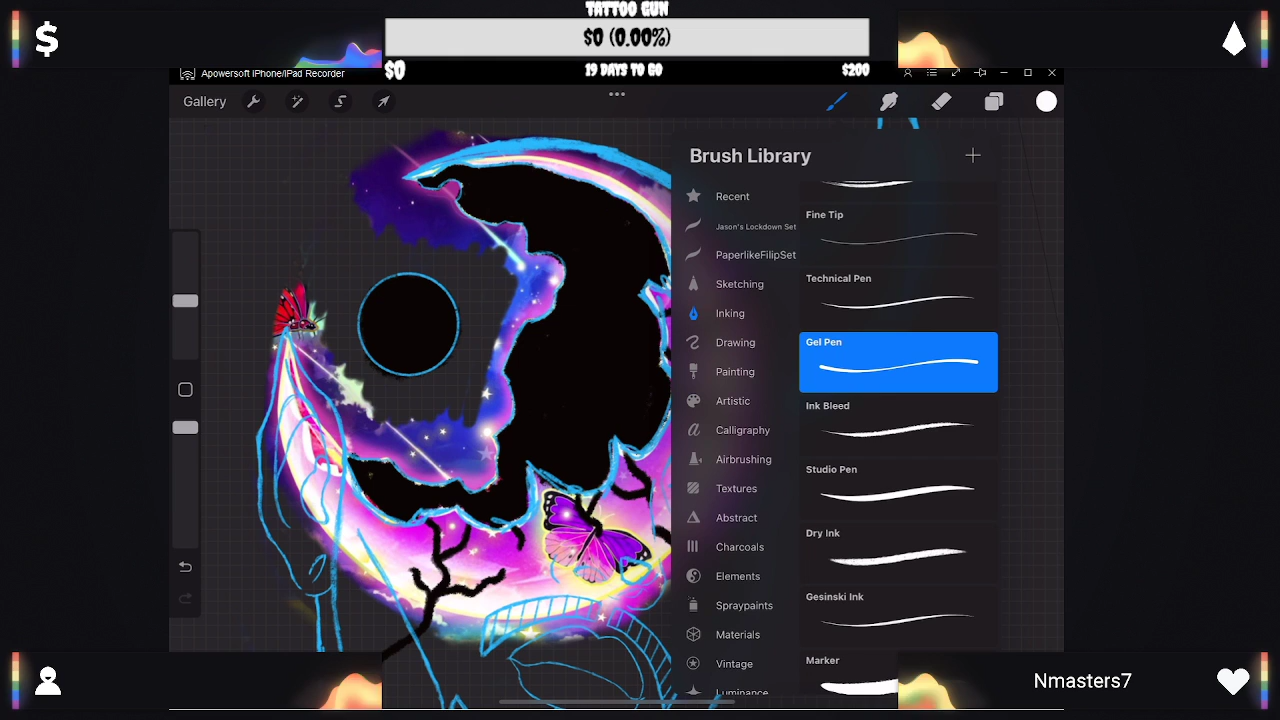 TATTOO GUN
$
$0 (0.00%)
Apowersoft iPhone/iPad Recorder
$0
19 DAYS TO GO
$200
Gallery
Brush Library
Recent
Jason's Lockdown Set
PaperlikeFilipSet
Sketching
Inking
Drawing
Painting
Artistic
Calligraphy
Airbrushing
Textures
Abstract
Charcoals
Elements
Spraypaints
Materials
Vintage
Luminance
Fine Tip
Technical Pen
Gel Pen
Ink Bleed
Studio Pen
Dry Ink
Gesinski Ink
Marker
Nmasters7